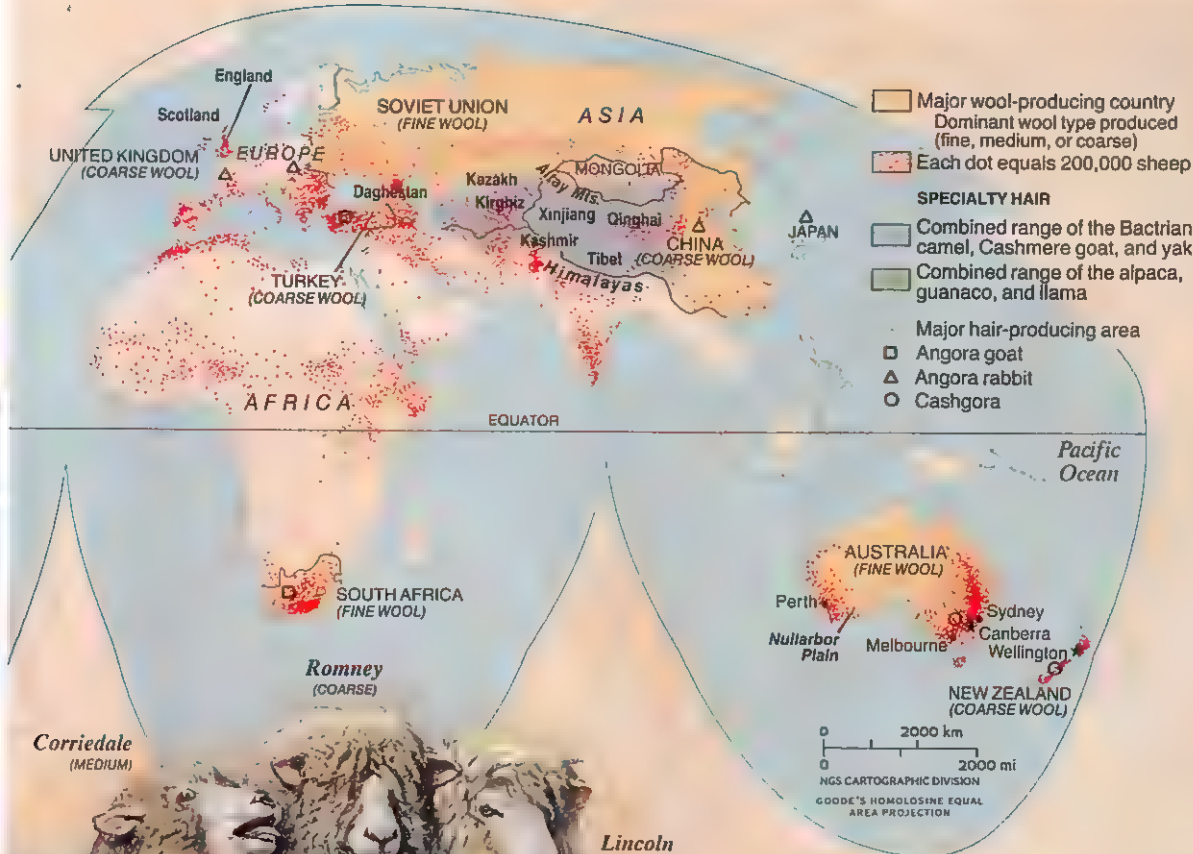 England
Scotland
SOVIET UNION
(FINE WOOL)
ASIA
UNITED KINGDOM
(COARSE WOOL)
EUROPE
Daghestan
Kazakh
Kirghiz
Altay Mts.
MONGOLIA
Xinjiang
Qinghai
Kashmir
Tibet
CHINA
(COARSE WOOL)
JAPAN
TURKEY
(COARSE WOOL)
Himalayas
AFRICA
EQUATOR
Major wool-producing country
Dominant wool type produced
(fine, medium, or coarse)
Each dot equals 200,000 sheep
SPECIALTY HAIR
Combined range of the Bactrian
camel, Cashmere goat, and yak
Combined range of the alpaca,
guanaco, and llama
Major hair-producing area
Angora goat
Angora rabbit
Cashgora
Pacific
Ocean
SOUTH AFRICA
(FINE WOOL)
AUSTRALIA
(FINE WOOL)
Perth
Nullarbor
Plain
Sydney
Canberra
Melbourne
Wellington
NEW ZEALAND
(COARSE WOOL)
0 2000 km
0 2000 mi
NGS CARTOGRAPHIC DIVISION
GOODE'S HOMOLOSINE EQUAL
AREA PROJECTION
Romney
(COARSE)
Corriedale
(MEDIUM)
Lincoln